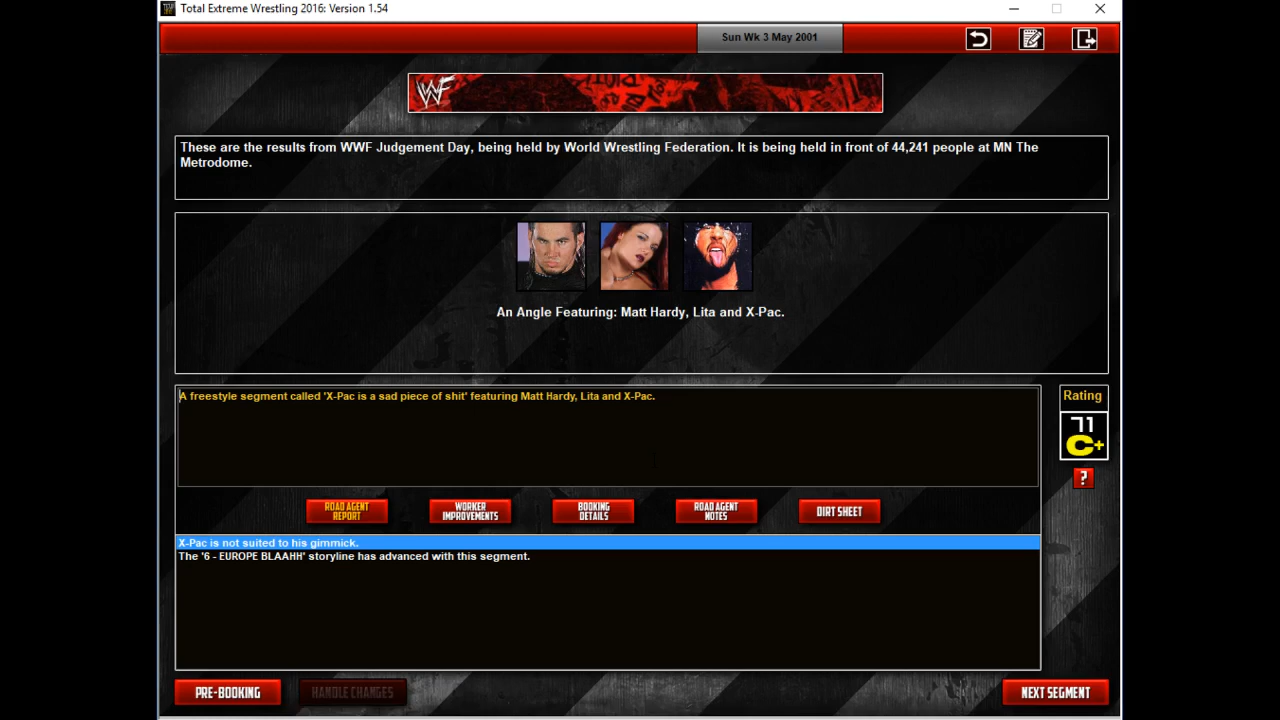 Total Extreme Wrestling 2016: Version 1.54
Sun Wk 3 May 2001
These are the results from WWF Judgement Day, being held by World Wrestling Federation. It is being held in front of 44,241 people at MN The
Metrodome.
An Angle Featuring: Matt Hardy, Lita and X-Pac.
A freestyle segment called 'X-Pac is a sad piece of shit' featuring Matt Hardy, Lita and X-Pac.
Rating
71
C+
?
ROAD AGENT
REPORT
WORKER
IMPROVEMENTS
BOOKING
DETAILS
ROAD AGENT
NOTES
DIRT SHEET
X-Pac is not suited to his gimmick.
The '6 - EUROPE BLAAHH' storyline has advanced with this segment.
PRE-BOOKING
HANDLE CHANGES
NEXT SEGMENT